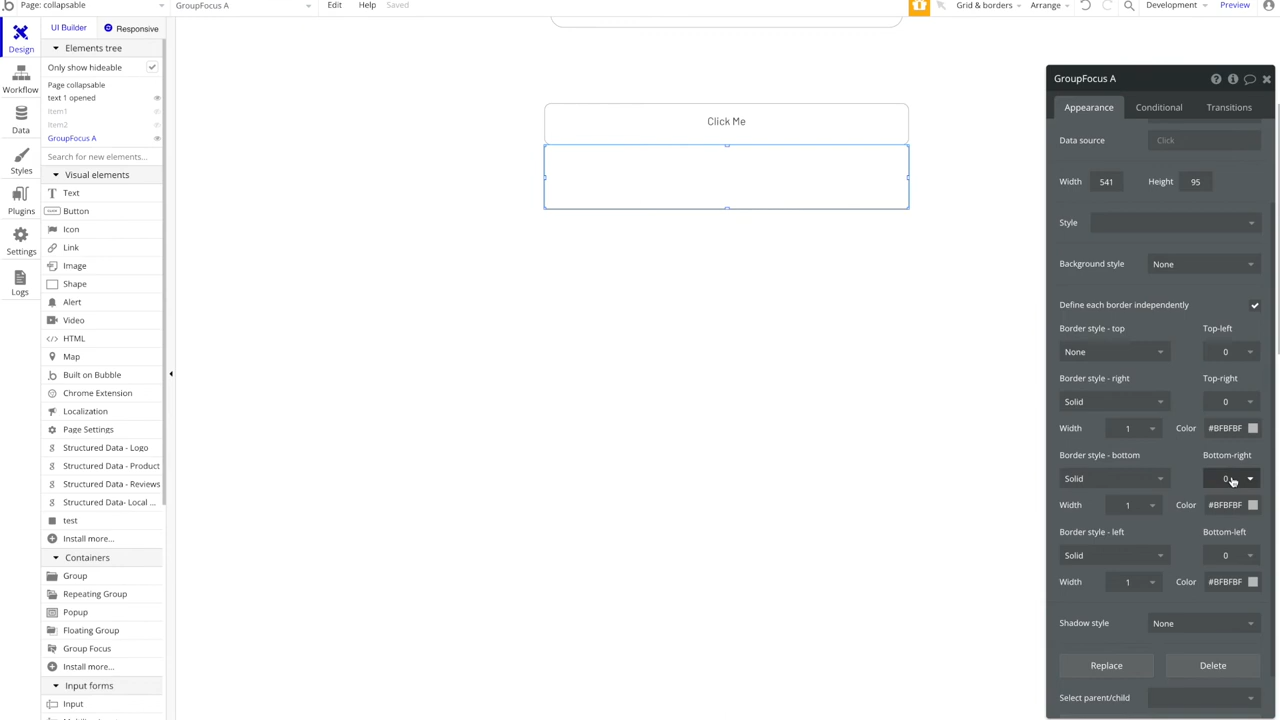 Page: collapsable
GroupFocus A
Edit
Help
Saved
Grid & borders
Arrange
Development
Preview
Design
Workflow
Data
Styles
Plugins
Settings
Logs
UI Builder
Responsive
Elements tree
Only show hideable
Page collapsable
text 1 opened
Item1
Item2
GroupFocus A
Search for new elements...
Visual elements
Text
Button
Icon
Link
Image
Shape
Alert
Video
</> HTML
Map
Built on Bubble
Chrome Extension
Localization
Page Settings
Structured Data - Logo
Structured Data - Product
Structured Data - Reviews
Structured Data- Local ...
test
Install more...
Containers
Group
Repeating Group
Popup
Floating Group
Group Focus
Install more...
Input forms
Input
Click Me
GroupFocus A
Appearance
Conditional
Transitions
Data source
Click
Width 541 Height 95
Style
Background style None
Define each border independently
Border style - top Top-left
None 0
Border style - right Top-right
Solid 0
Width 1 Color #BFBFBF
Border style - bottom Bottom-right
Solid 0
Width 1 Color #BFBFBF
Border style - left Bottom-left
Solid 0
Width 1 Color #BFBFBF
Shadow style None
Replace Delete
Select parent/child